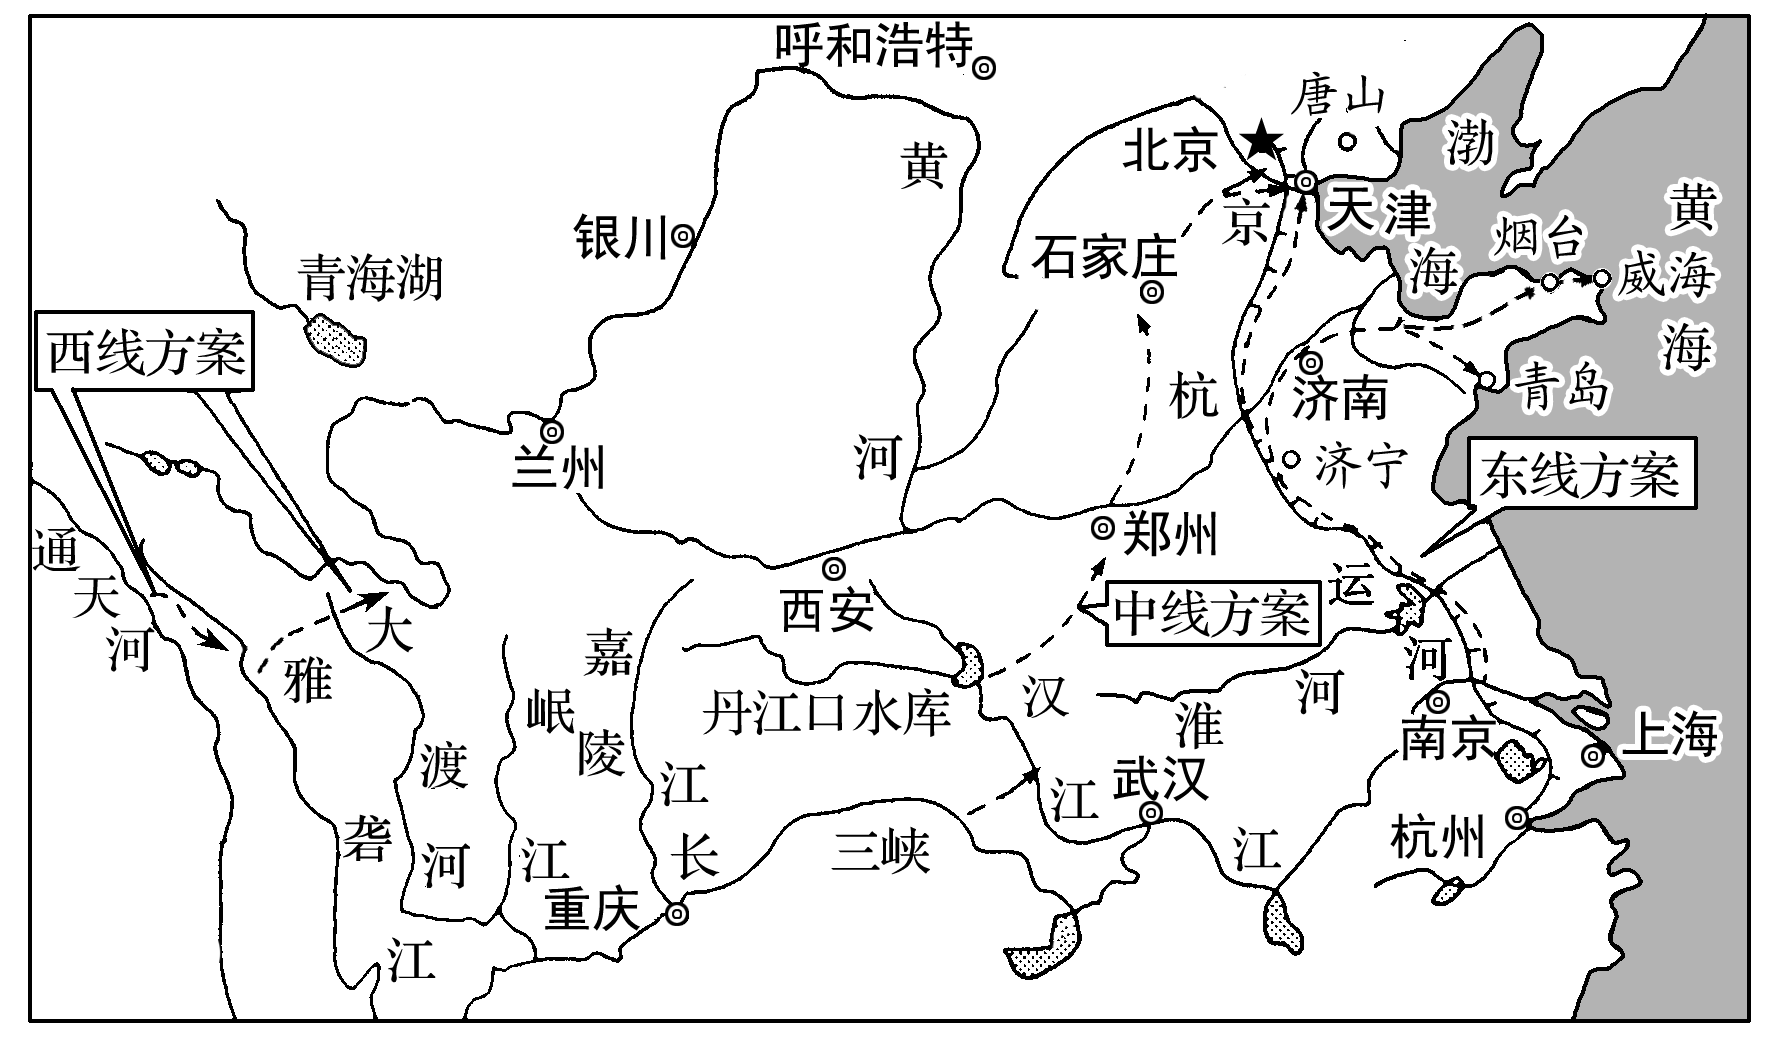 呼和浩特
唐山
北京
渤海
黄海
黄河
天津
京杭运河
银川
石家庄
烟台
威海
青海湖
西线方案
济南
青岛
兰州
济宁
东线方案
郑州
通天河
西安
中线方案
大渡河
雅砻江
岷江
嘉陵江
丹江口水库
汉江
淮河
南京
上海
武汉
杭州
三峡
长江
重庆